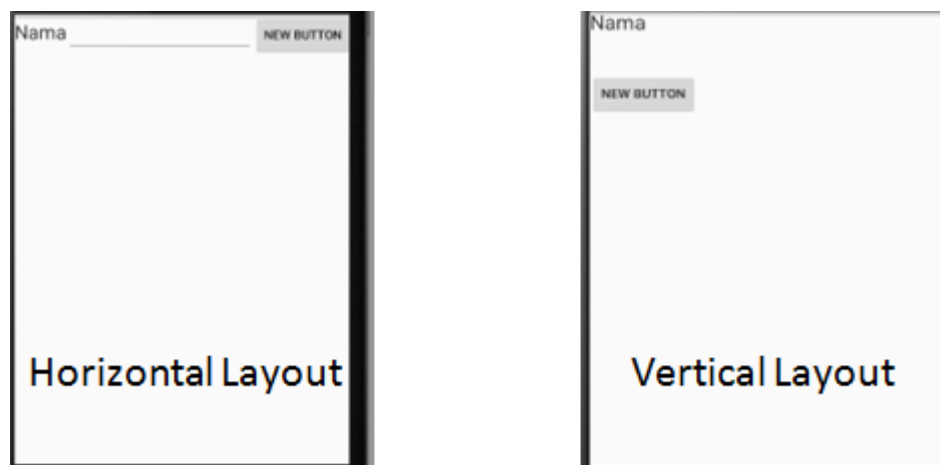 Nama NEW BUTTON
Horizontal Layout
Nama
NEW BUTTON
Vertical Layout